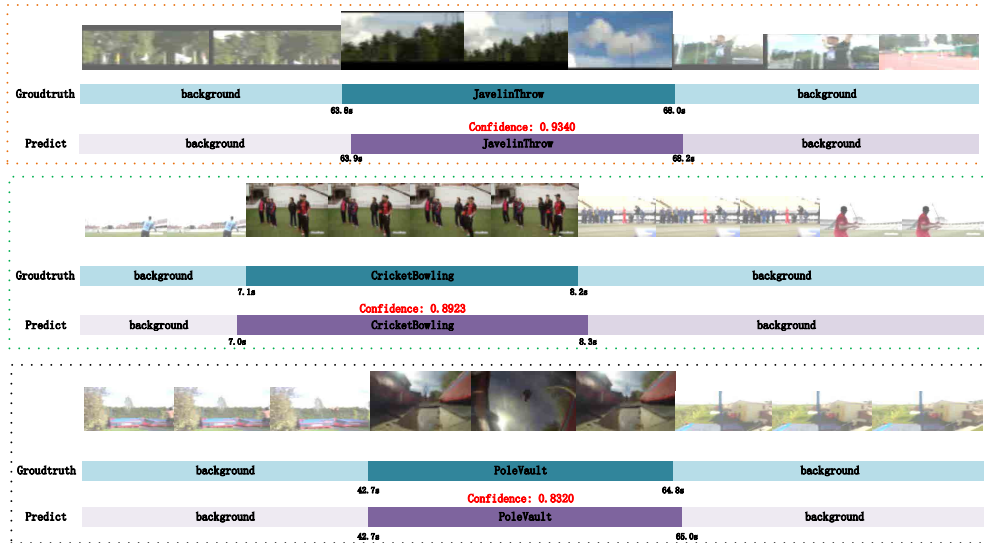 Groudtruth background JavelinThrow background
63.8s 68.0s
Confidence: 0.9340
Predict background JavelinThrow background
63.9s 68.2s
Groudtruth background CricketBowling background
7.1s 8.2s
Confidence: 0.8923
Predict background CricketBowling background
7.0s 8.3s
Groudtruth background PoleVault background
42.7s 64.8s
Confidence: 0.8320
Predict background PoleVault background
42.7s 65.0s